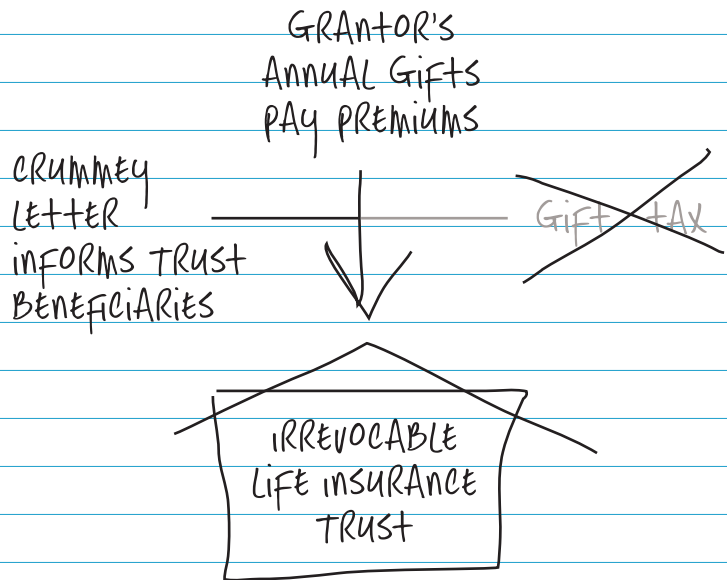 GRANTOR'S
ANNUAL GIFTS
PAY PREMIUMS
CRUMMEY
LETTER
INFORMS TRUST
BENEFICIARIES
GIFT TAX
IRREVOCABLE
LIFE INSURANCE
TRUST